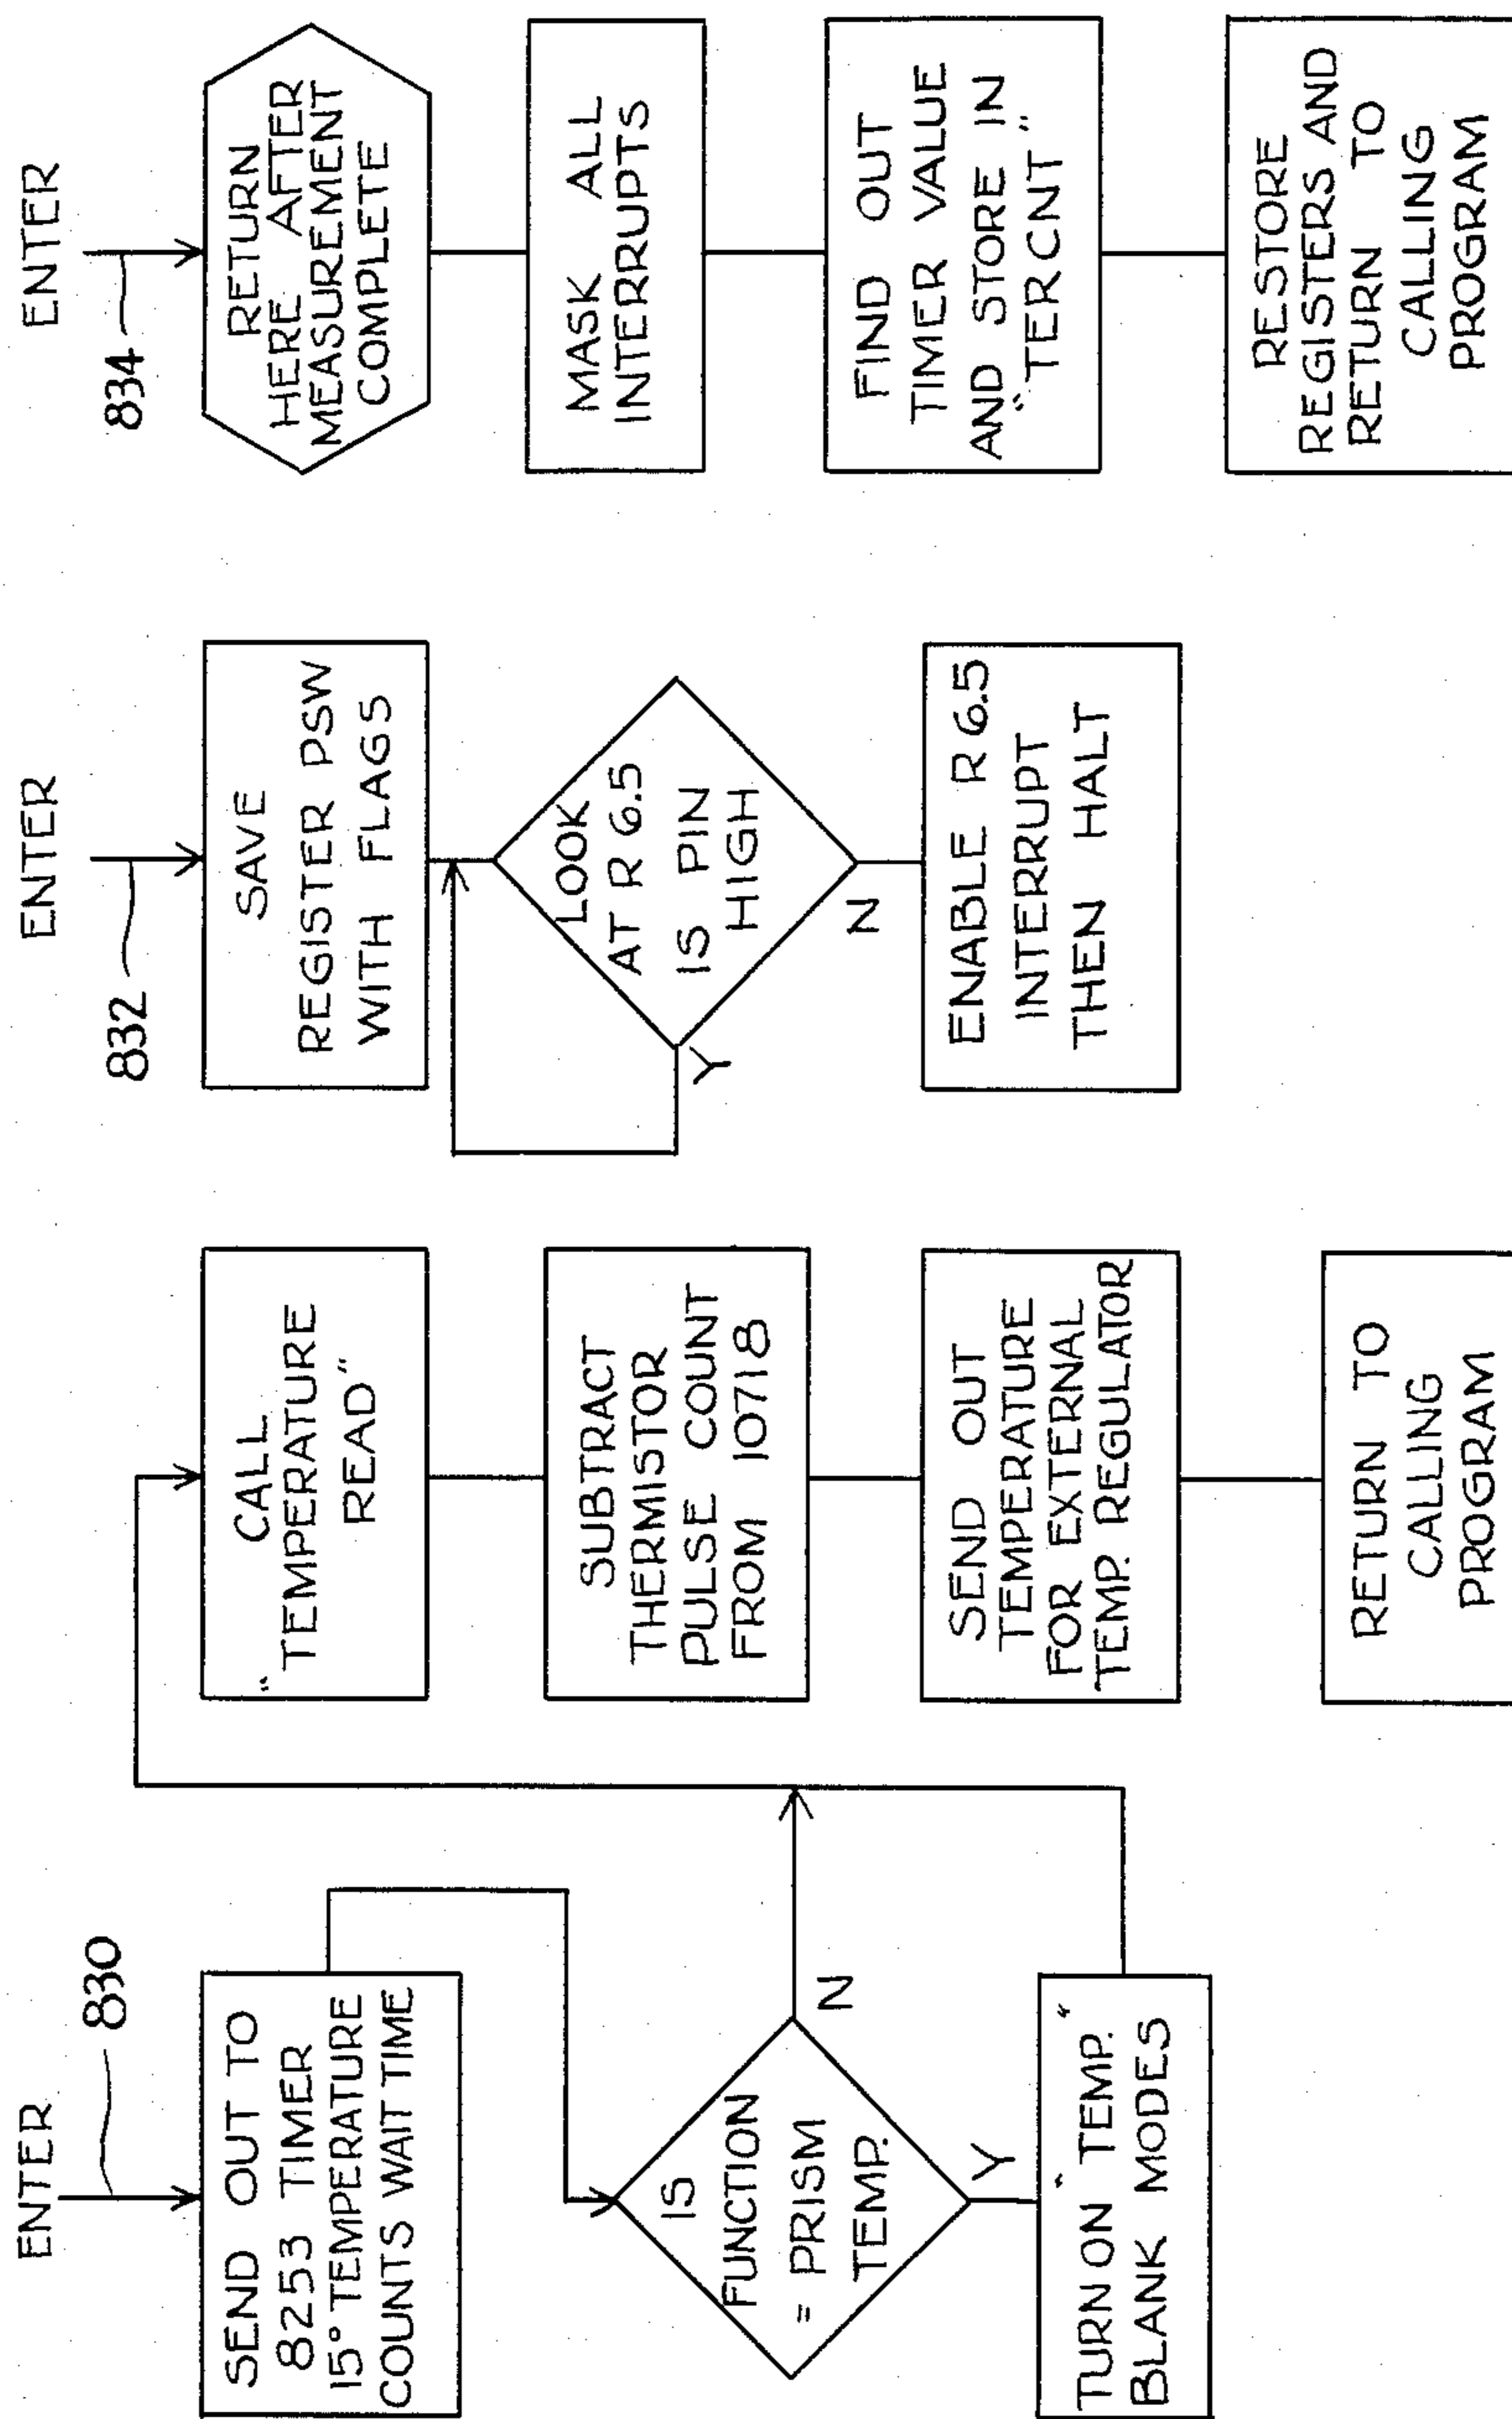 ENTER
830
SEND OUT TO
8253 TIMER
15° TEMPERATURE
COUNTS WAIT TIME
IS
FUNCTION
= PRISM
TEMP.
N
Y
TURN ON "TEMP."
BLANK MODES
CALL
"TEMPERATURE
READ"
SUBTRACT
THERMISTOR
PULSE COUNT
FROM 10718
SEND OUT
TEMPERATURE
FOR EXTERNAL
TEMP. REGULATOR
RETURN TO
CALLING
PROGRAM
ENTER
832
SAVE
REGISTER PSW
WITH FLAGS
LOOK
AT R 6.5
IS PIN
HIGH
Y
N
ENABLE R 6.5
INTERRUPT
THEN HALT
ENTER
834
RETURN
HERE AFTER
MEASUREMENT
COMPLETE
MASK ALL
INTERRUPTS
FIND OUT
TIMER VALUE
AND STORE IN
"TERCNT"
RESTORE
REGISTERS AND
RETURN TO
CALLING
PROGRAM